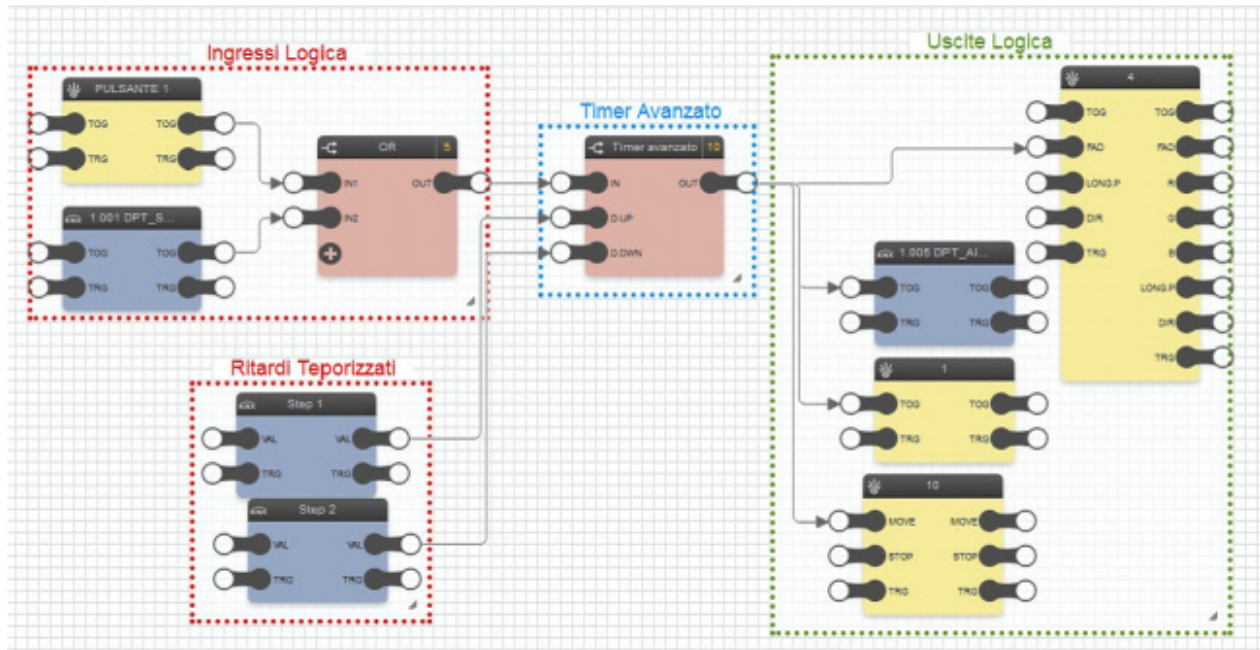 Ingressi Logica
PULSANTE 1
TOG TOG
TRG TRG
1.001 DPT_S...
TOG TOG
TRG TRG
OR 5
IN1 OUT
IN2
Timer Avanzato
Timer avanzato 10
IN OUT
D.UP
D.DWN
Ritardi Teporizzati
Step 1
VAL VAL
TRG TRG
Step 2
VAL VAL
TRG TRG
Uscite Logica
4
TOG TOG
FAD FAD
LONG.P R
DIR G
TRG B
LONG.P
DIR
TRG
1.005 DPT_Al...
TOG TOG
TRG TRG
1
TOG TOG
TRG TRG
10
MOVE MOVE
STOP STOP
TRG TRG